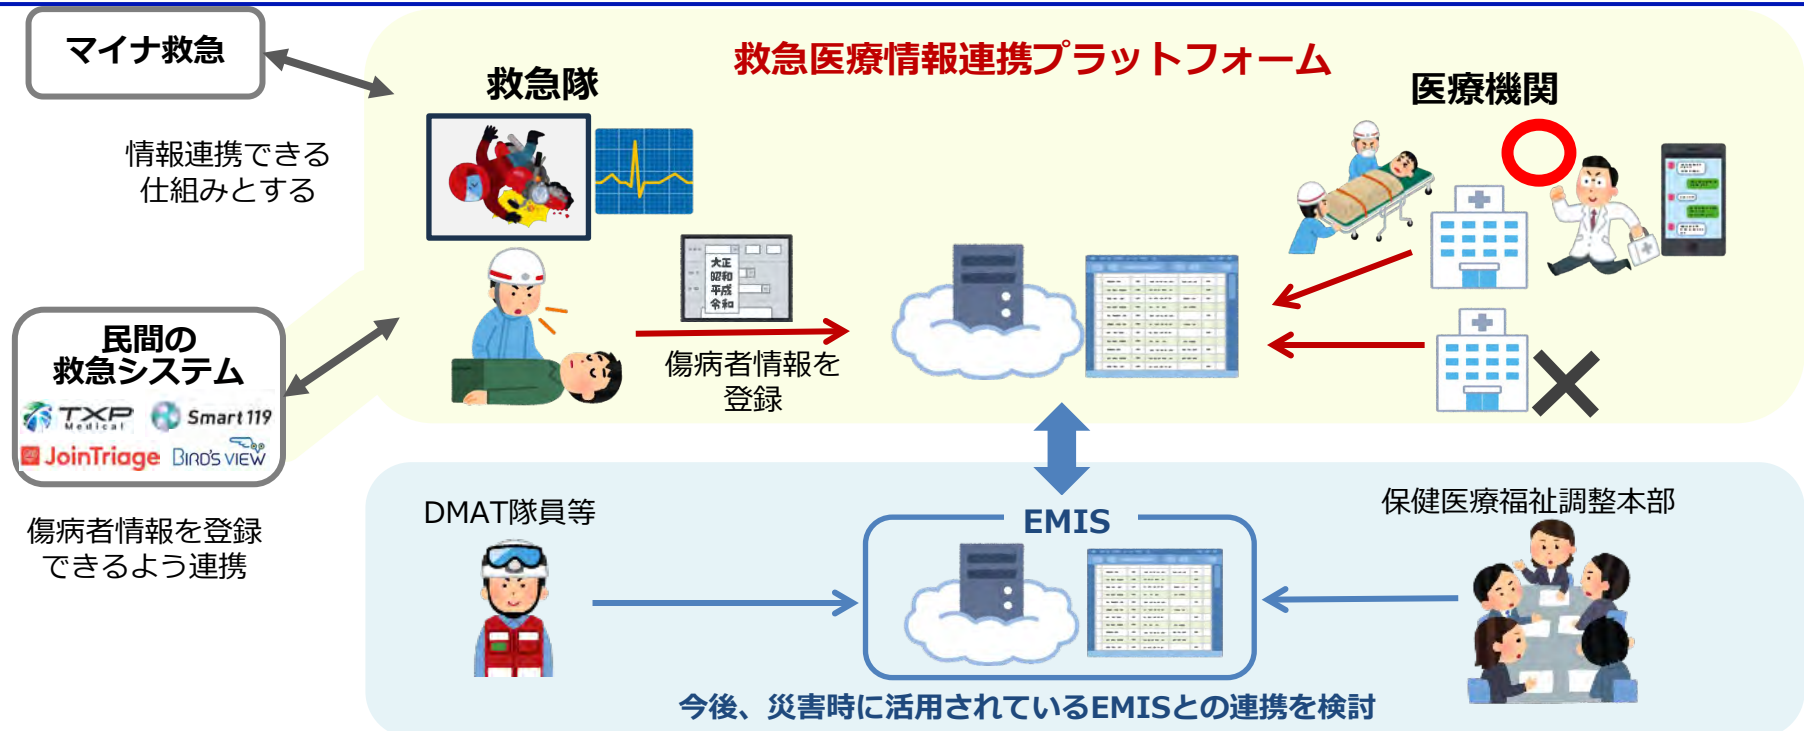 マイナ救急
情報連携できる
仕組みとする
民間の
救急システム
TXP
Medical
Smart119
JoinTriage
BIRD'S VIEW
傷病者情報を登録
できるよう連携
救急医療情報連携プラットフォーム
救急隊
大正
昭和
平成
令和
傷病者情報を
登録
医療機関
DMAT隊員等
EMIS
保健医療福祉調整本部
今後、災害時に活用されているEMISとの連携を検討